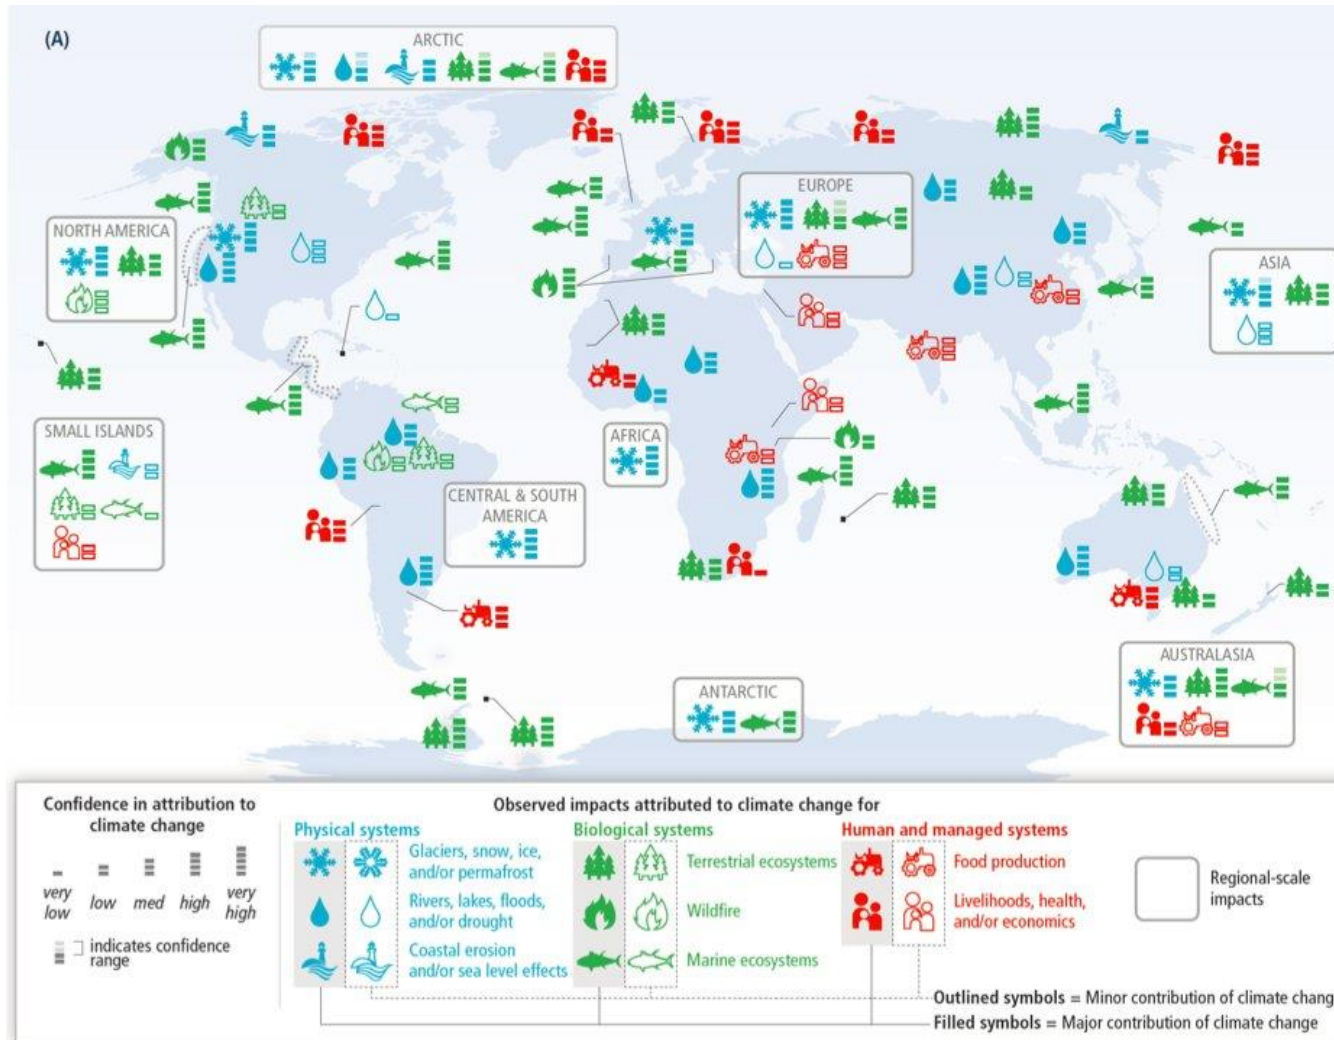 (A)
ARCTIC
EUROPE
NORTH AMERICA
ASIA
SMALL ISLANDS
AFRICA
CENTRAL & SOUTH
AMERICA
AUSTRALASIA
ANTARCTIC
Confidence in attribution to
climate change
very
low
low
med
high
very
high
indicates confidence
range
Observed impacts attributed to climate change for
Physical systems
Glaciers, snow, ice,
and/or permafrost
Rivers, lakes, floods,
and/or drought
Coastal erosion
and/or sea level effects
Biological systems
Terrestrial ecosystems
Wildfire
Marine ecosystems
Human and managed systems
Food production
Livelihoods, health,
and/or economics
Regional-scale
impacts
Outlined symbols = Minor contribution of climate chang
Filled symbols = Major contribution of climate change